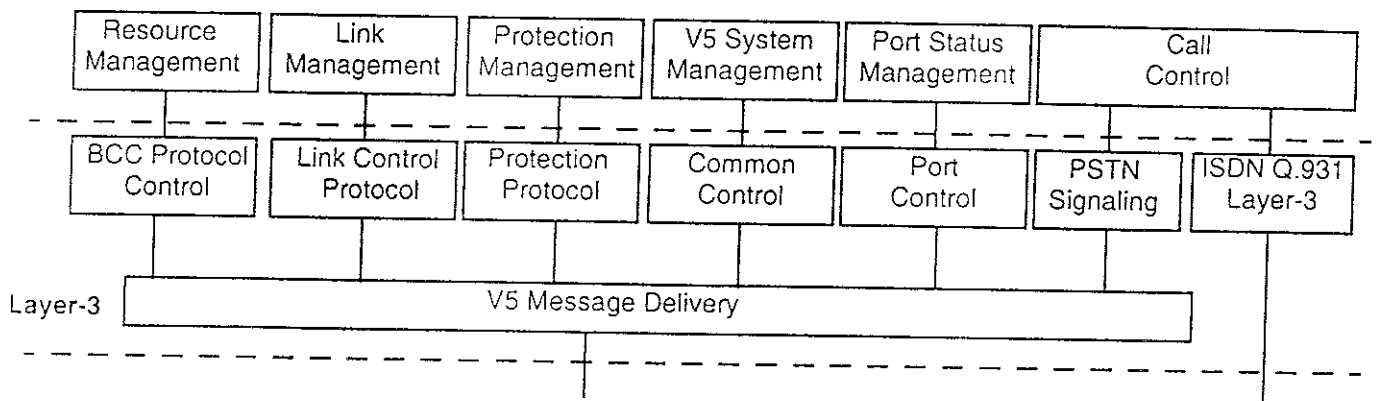 Resource
Management
Link
Management
Protection
Management
V5 System
Management
Port Status
Management
Call
Control
BCC Protocol
Control
Link Control
Protocol
Protection
Protocol
Common
Control
Port
Control
PSTN
Signaling
ISDN Q.931
Layer-3
V5 Message Delivery
Layer-3